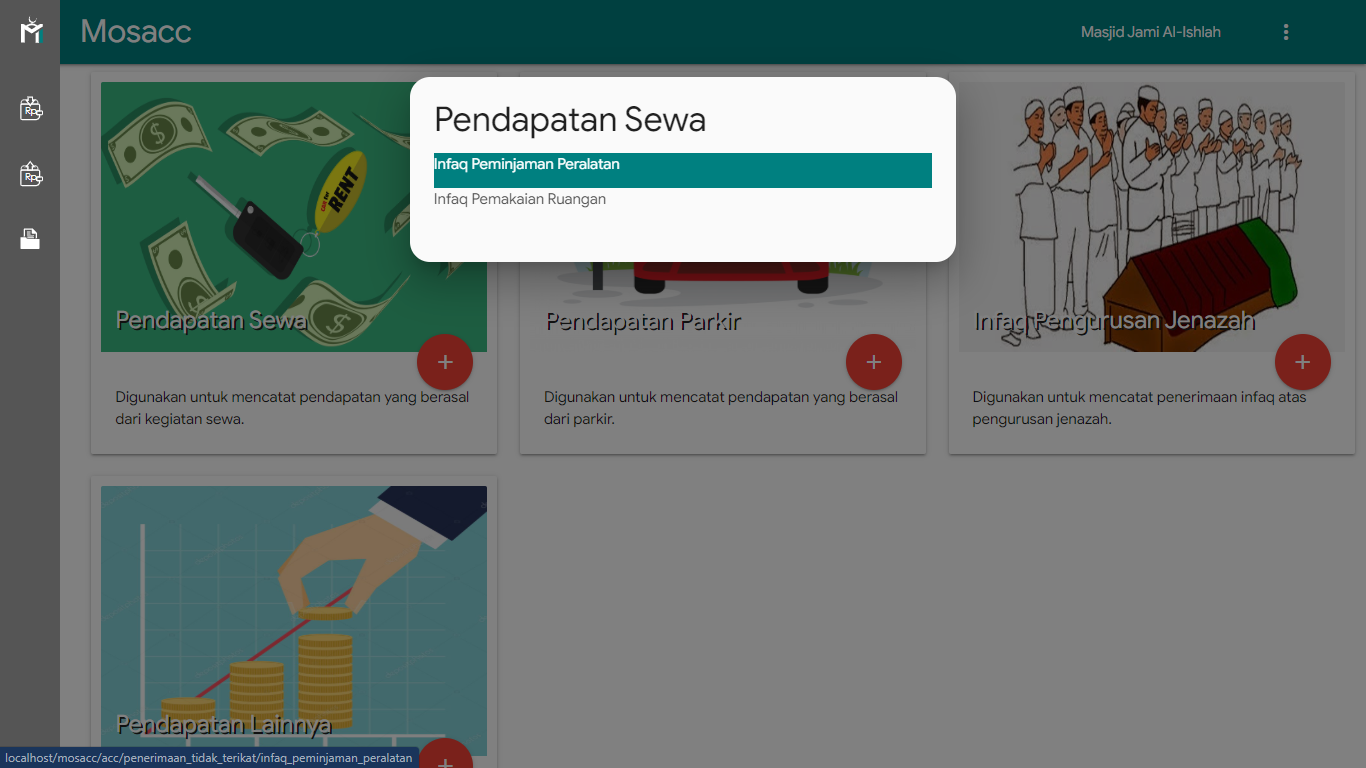 Mosacc
Masjid Jami Al-Ishlah
Pendapatan Sewa
Infaq Peminjaman Peralatan
Infaq Pemakaian Ruangan
RENT
Pendapatan Sewa
Digunakan untuk mencatat pendapatan yang berasal
dari kegiatan sewa.
Pendapatan Parkir
Digunakan untuk mencatat pendapatan yang berasal
dari parkir.
Infaq Pengurusan Jenazah
Digunakan untuk mencatat penerimaan infaq atas
pengurusan jenazah.
Pendapatan Lainnya
localhost/mosacc/acc/penerimaan_tidak_terikat/infaq_peminjaman_peralatan